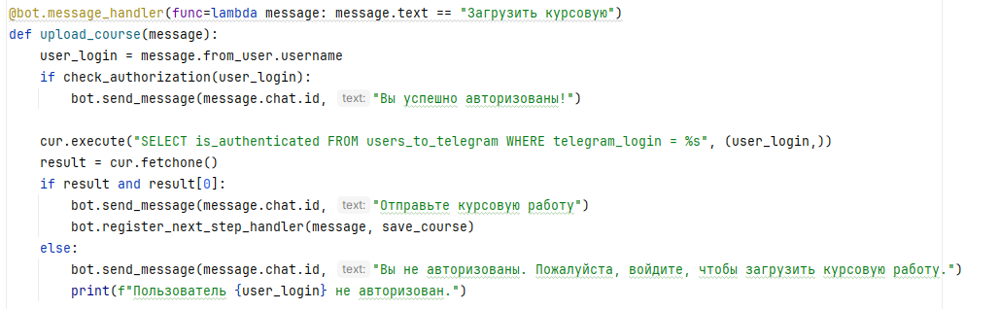 @bot.message_handler(func=lambda message: message.text == "Загрузить курсовую")
def upload_course(message):
    user_login = message.from_user.username
    if check_authorization(user_login):
        bot.send_message(message.chat.id, text: "Вы успешно авторизованы!")

    cur.execute("SELECT is_authenticated FROM users_to_telegram WHERE telegram_login = %s", (user_login,))
    result = cur.fetchone()
    if result and result[0]:
        bot.send_message(message.chat.id, text: "Отправьте курсовую работу")
        bot.register_next_step_handler(message, save_course)
    else:
        bot.send_message(message.chat.id, text: "Вы не авторизованы. Пожалуйста, войдите, чтобы загрузить курсовую работу.")
        print(f"Пользователь {user_login} не авторизован.")